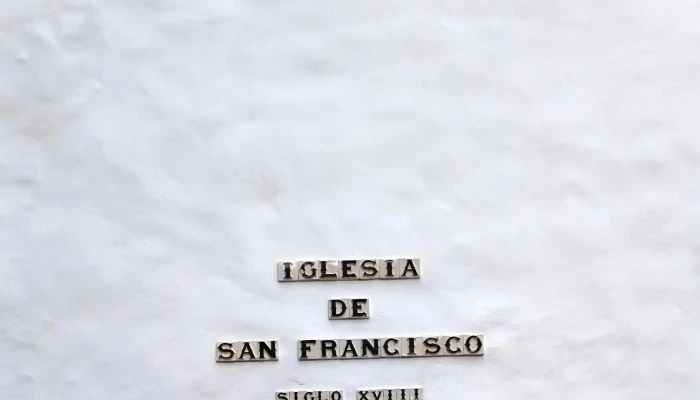 IGLESIA
DE
SAN FRANCISCO
SIGLO XVIII